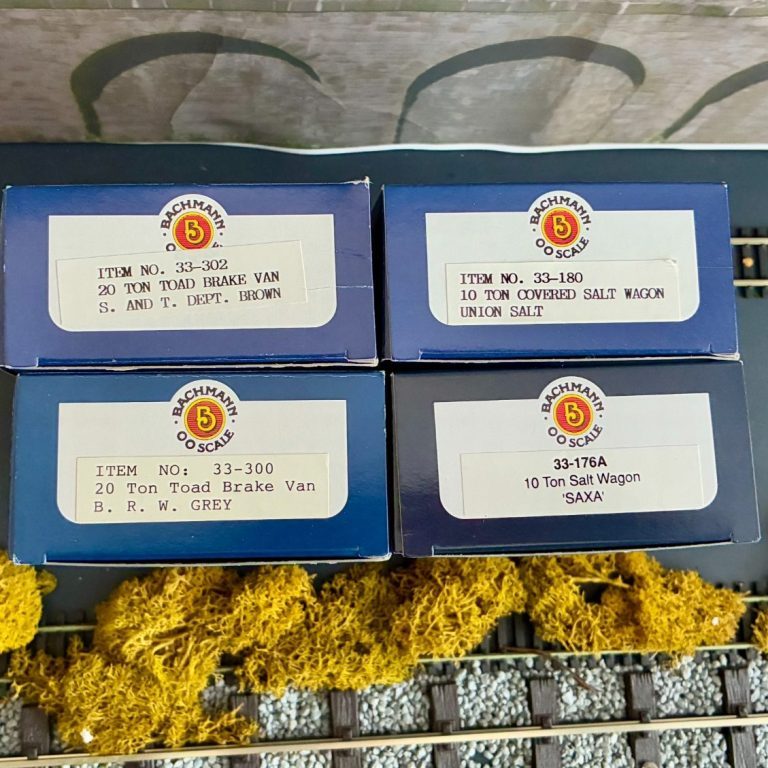 BACHMANN
OO SCALE
ITEM NO. 33-302
20 TON TOAD BRAKE VAN
S. AND T. DEPT. BROWN
BACHMANN
OO SCALE
ITEM NO. 33-180
10 TON COVERED SALT WAGON
UNION SALT
BACHMANN
OO SCALE
ITEM NO: 33-300
20 Ton Toad Brake Van
B. R. W. GREY
BACHMANN
OO SCALE
33-176A
10 Ton Salt Wagon
'SAXA'